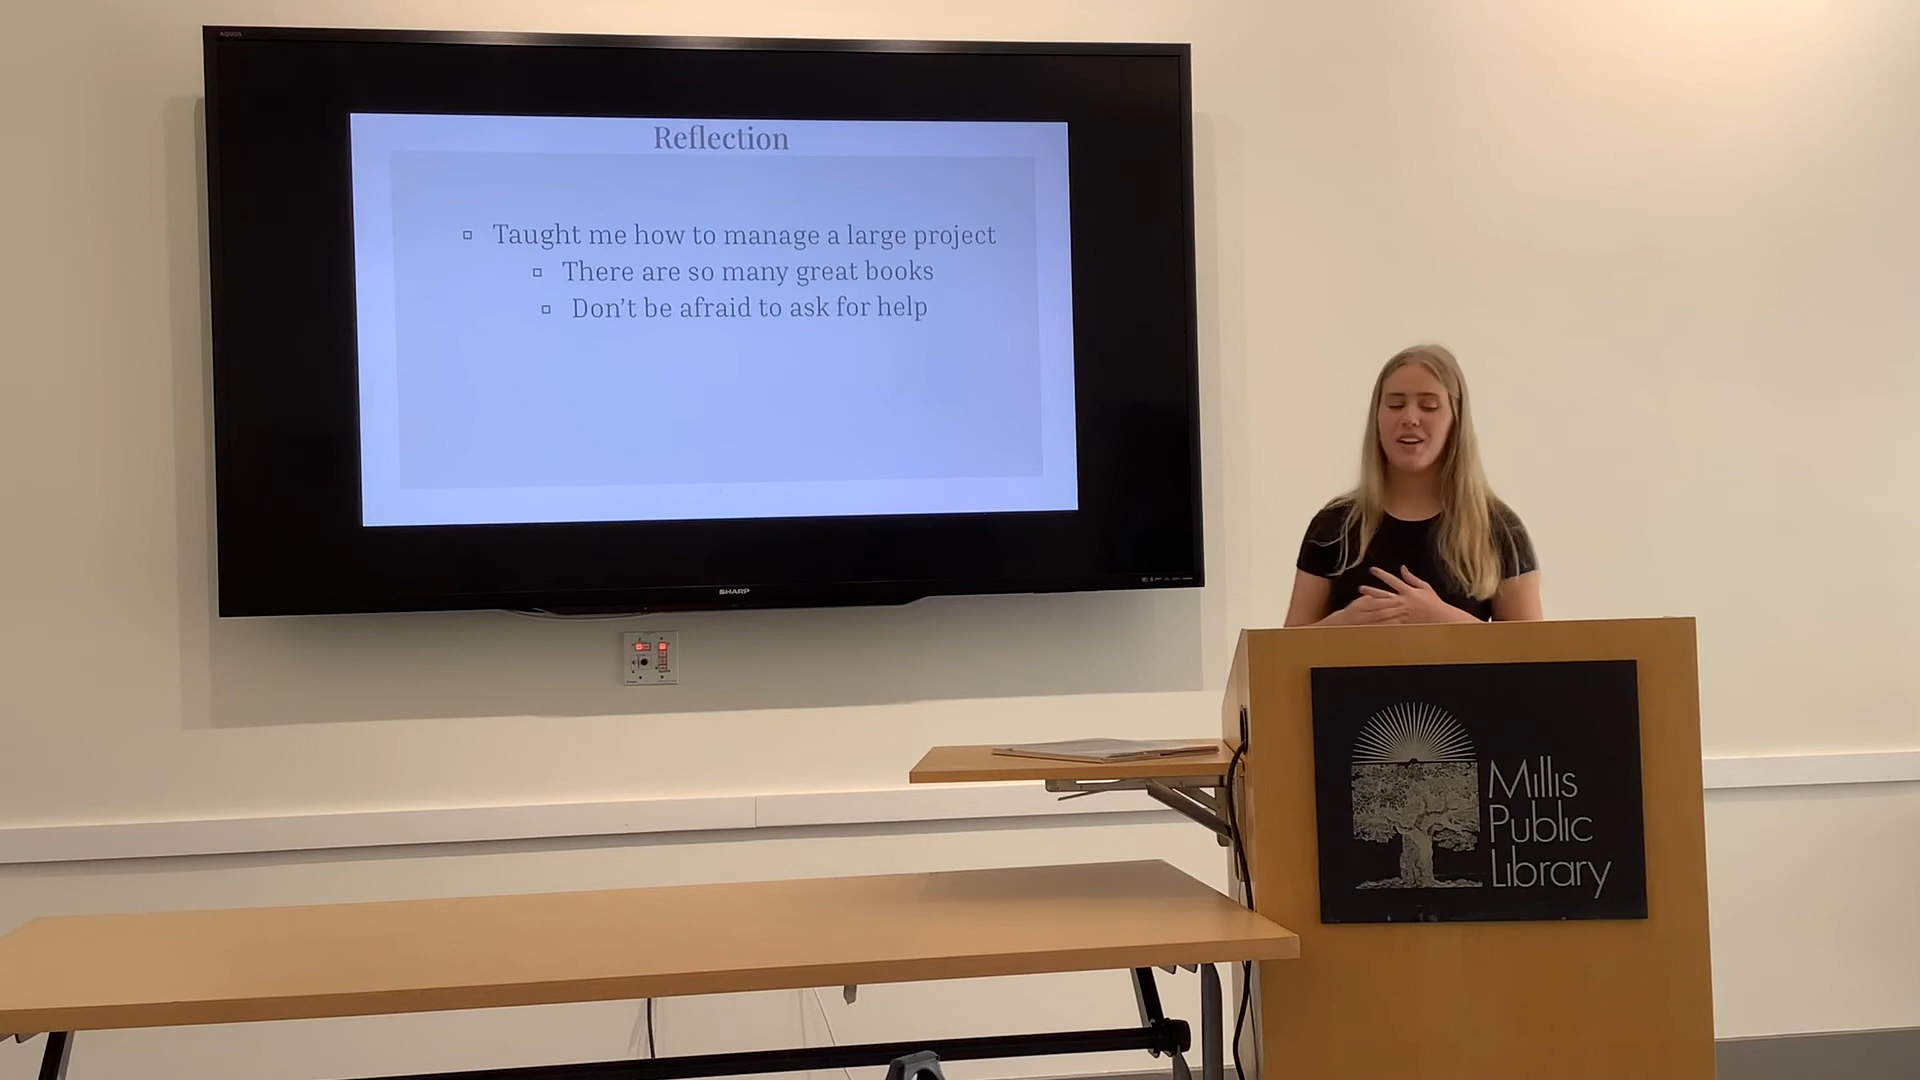 AQUOS
Reflection
Taught me how to manage a large project
There are so many great books
Don't be afraid to ask for help
SHARP
Millis
Public
Library